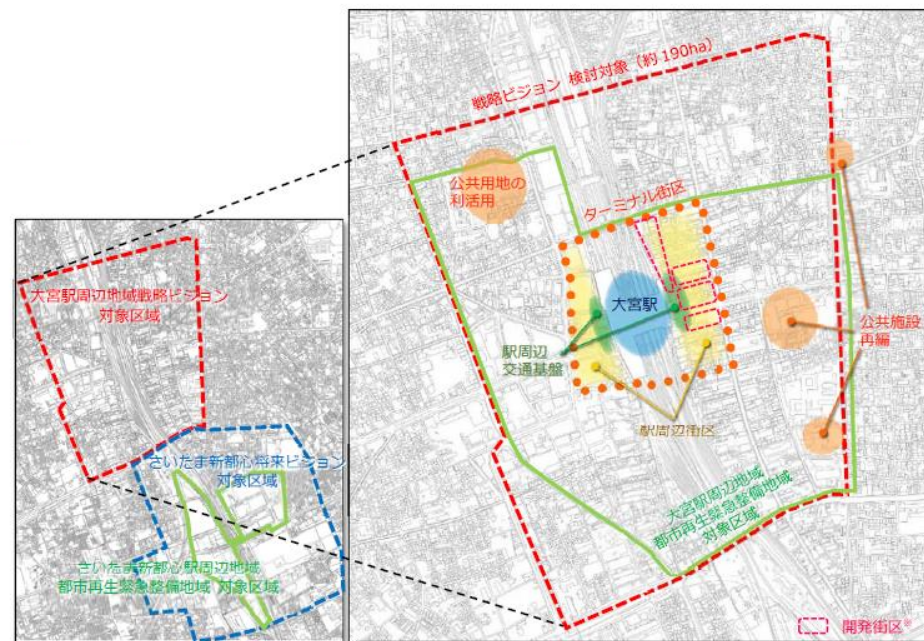 戦略ビジョン 検討対象（約190ha）
公共用地の
利活用
ターミナル街区
大宮駅
駅周辺
交通基盤
駅周辺街区
公共施設
再編
大宮駅周辺地域
都市再生緊急整備地域
対象区域
開発街区※
大宮駅周辺地域戦略ビジョン
対象区域
さいたま新都心将来ビジョン
対象区域
さいたま新都心駅周辺地域
都市再生緊急整備地域 対象区域